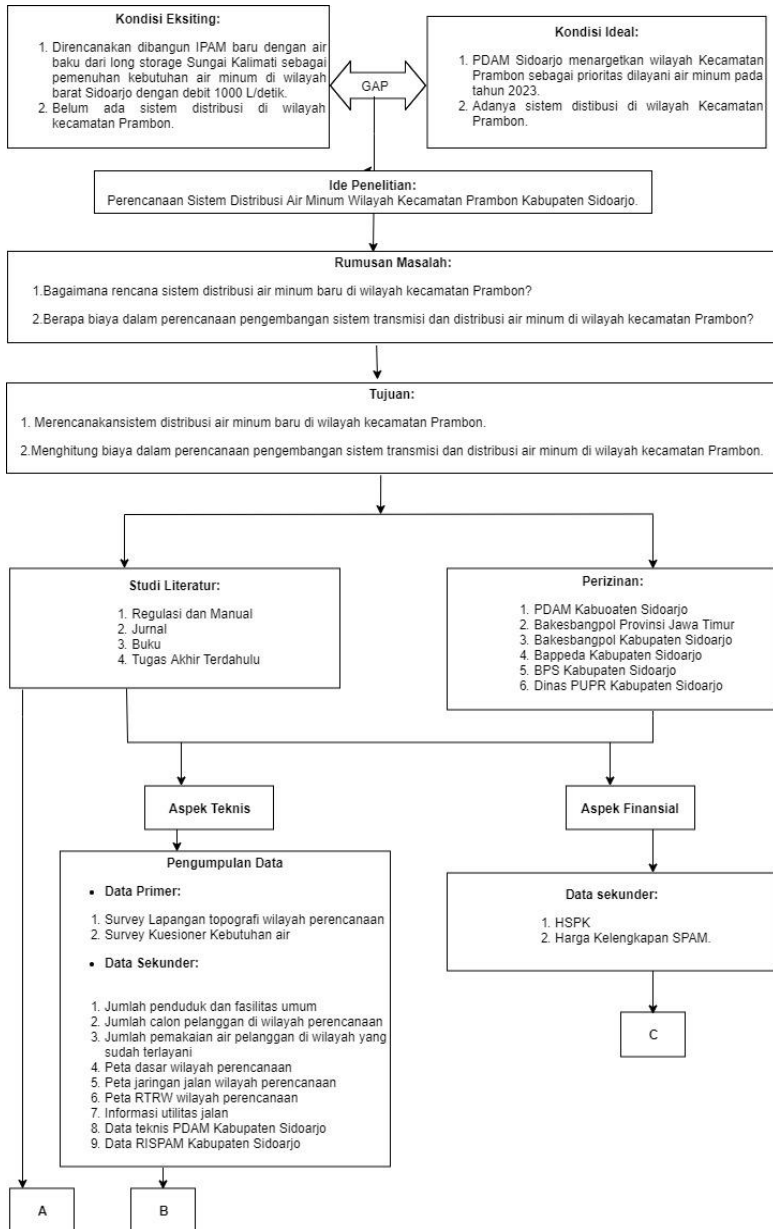 Kondisi Eksiting:
1. Direncanakan dibangun IPAM baru dengan air
baku dari long storage Sungai Kalimati sebagai
pemenuhan kebutuhan air minum di wilayah
barat Sidoarjo dengan debit 1000 L/detik.
2. Belum ada sistem distribusi di wilayah
kecamatan Prambon.
GAP
Kondisi Ideal:
1. PDAM Sidoarjo menargetkan wilayah Kecamatan
Prambon sebagai prioritas dilayani air minum pada
tahun 2023.
2. Adanya sistem distibusi di wilayah Kecamatan
Prambon.
Ide Penelitian:
Perencanaan Sistem Distribusi Air Minum Wilayah Kecamatan Prambon Kabupaten Sidoarjo.
Rumusan Masalah:
1.Bagaimana rencana sistem distribusi air minum baru di wilayah kecamatan Prambon?
2.Berapa biaya dalam perencanaan pengembangan sistem transmisi dan distribusi air minum di wilayah kecamatan Prambon?
Tujuan:
1. Merencanakansistem distribusi air minum baru di wilayah kecamatan Prambon.
2.Menghitung biaya dalam perencanaan pengembangan sistem transmisi dan distribusi air minum di wilayah kecamatan Prambon.
Studi Literatur:
1. Regulasi dan Manual
2. Jurnal
3. Buku
4. Tugas Akhir Terdahulu
Perizinan:
1. PDAM Kabuoaten Sidoarjo
2. Bakesbangpol Provinsi Jawa Timur
3. Bakesbangpol Kabupaten Sidoarjo
4. Bappeda Kabupaten Sidoarjo
5. BPS Kabupaten Sidoarjo
6. Dinas PUPR Kabupaten Sidoarjo
Aspek Teknis
Aspek Finansial
Pengumpulan Data
• Data Primer:
1. Survey Lapangan topografi wilayah perencanaan
2. Survey Kuesioner Kebutuhan air
• Data Sekunder:
1. Jumlah penduduk dan fasilitas umum
2. Jumlah calon pelanggan di wilayah perencanaan
3. Jumlah pemakaian air pelanggan di wilayah yang
sudah terlayani
4. Peta dasar wilayah perencanaan
5. Peta jaringan jalan wilayah perencanaan
6. Peta RTRW wilayah perencanaan
7. Informasi utilitas jalan
8. Data teknis PDAM Kabupaten Sidoarjo
9. Data RISPAM Kabupaten Sidoarjo
Data sekunder:
1. HSPK
2. Harga Kelengkapan SPAM.
C
A
B